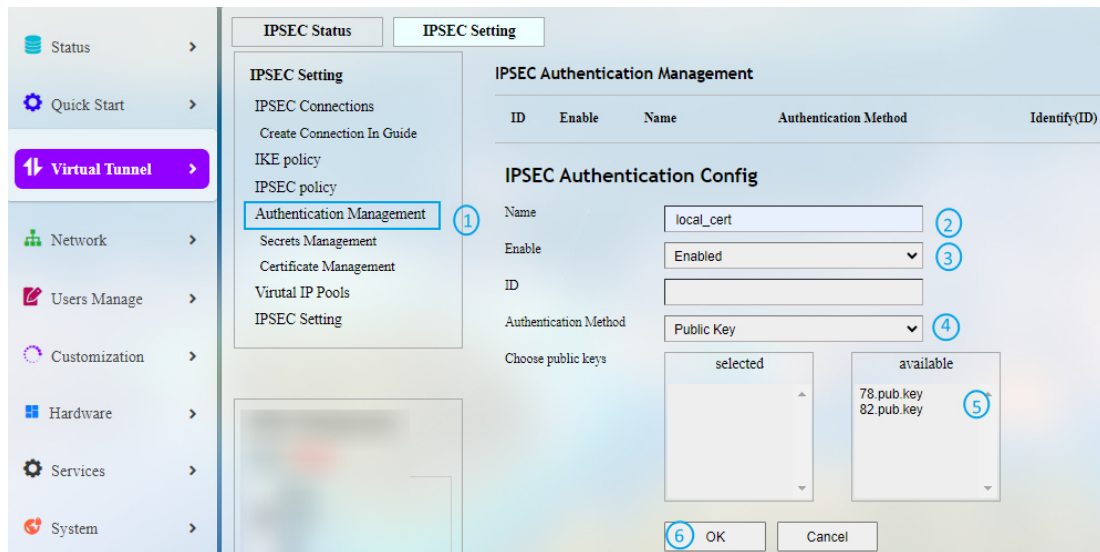 Status
Quick Start
Virtual Tunnel
Network
Users Manage
Customization
Hardware
Services
System
IPSEC Status
IPSEC Setting
IPSEC Setting
IPSEC Connections
Create Connection In Guide
IKE policy
IPSEC policy
Authentication Management
1
Secrets Management
Certificate Management
Virutal IP Pools
IPSEC Setting
IPSEC Authentication Management
ID Enable Name Authentication Method Identify(ID)
IPSEC Authentication Config
Name local_cert 2
Enable Enabled 3
ID
Authentication Method Public Key 4
Choose public keys selected available
78.pub.key
82.pub.key
5
6 OK Cancel